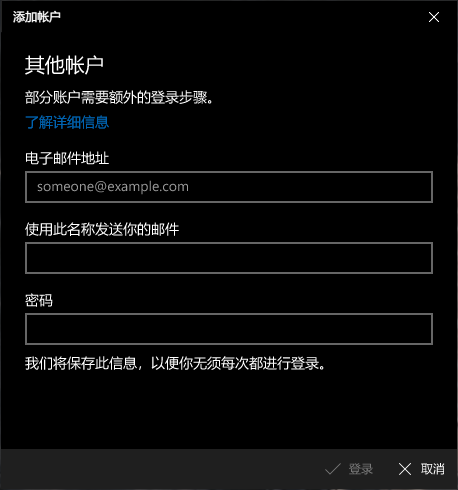 添加帐户
其他帐户
部分账户需要额外的登录步骤。
了解详细信息
电子邮件地址
someone@example.com
使用此名称发送你的邮件
密码
我们将保存此信息，以便你无须每次都进行登录。
登录 取消